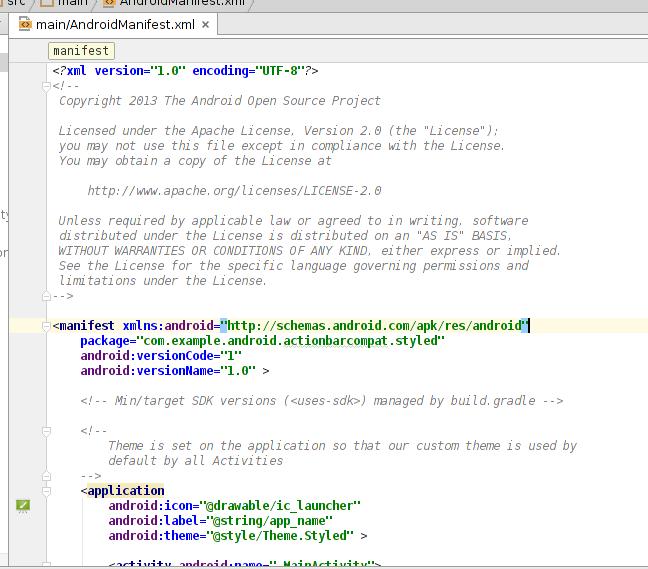 src main AndroidManifest.xml
main/AndroidManifest.xml ×
manifest
<?xml version="1.0" encoding="UTF-8"?>
<!--
Copyright 2013 The Android Open Source Project
Licensed under the Apache License, Version 2.0 (the "License");
you may not use this file except in compliance with the License.
You may obtain a copy of the License at
http://www.apache.org/licenses/LICENSE-2.0
Unless required by applicable law or agreed to in writing, software
distributed under the License is distributed on an "AS IS" BASIS,
WITHOUT WARRANTIES OR CONDITIONS OF ANY KIND, either express or implied.
See the License for the specific language governing permissions and
limitations under the License.
-->
<manifest xmlns:android="http://schemas.android.com/apk/res/android"
package="com.example.android.actionbarcompat.styled"
android:versionCode="1"
android:versionName="1.0" >
<!-- Min/target SDK versions (<uses-sdk>) managed by build.gradle -->
<!--
Theme is set on the application so that our custom theme is used by
default by all Activities
-->
<application
android:icon="@drawable/ic_launcher"
android:label="@string/app_name"
android:theme="@style/Theme.Styled" >
<activity android:name=".MainActivity">